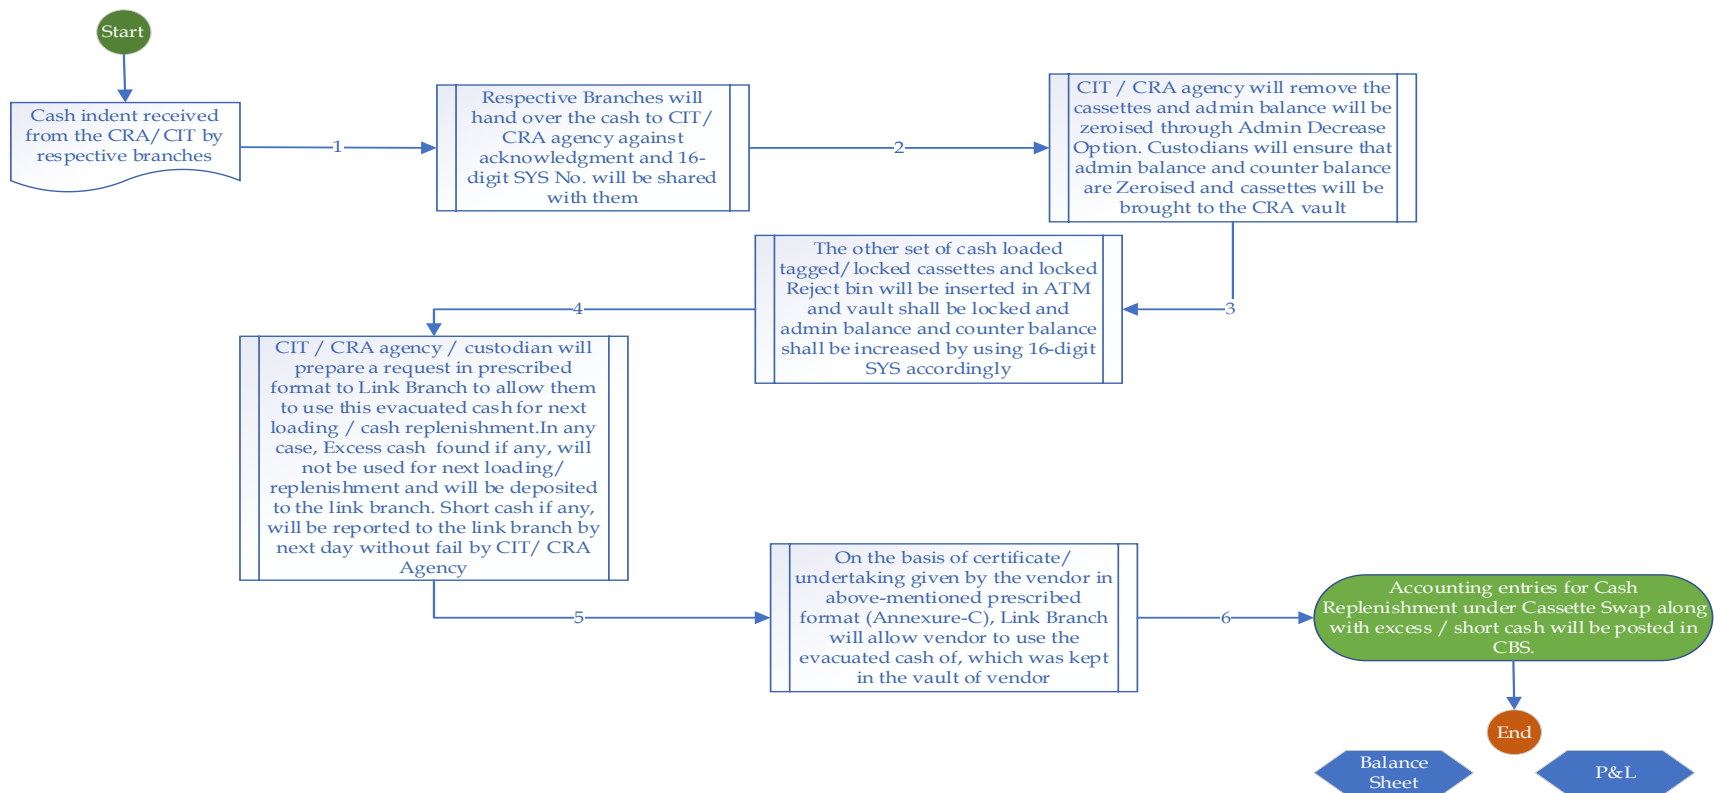 Start
Cash indent received
from the CRA/CIT by
respective branches
1
Respective Branches will
hand over the cash to CIT/
CRA agency against
acknowledgment and 16-
digit SYS No. will be shared
with them
2
CIT / CRA agency will remove the
cassettes and admin balance will be
zeroised through Admin Decrease
Option. Custodians will ensure that
admin balance and counter balance
are Zeroised and cassettes will be
brought to the CRA vault
3
The other set of cash loaded
tagged/locked cassettes and locked
Reject bin will be inserted in ATM
and vault shall be locked and
admin balance and counter balance
shall be increased by using 16-digit
SYS accordingly
4
CIT / CRA agency / custodian will
prepare a request in prescribed
format to Link Branch to allow them
to use this evacuated cash for next
loading / cash replenishment.In any
case, Excess cash  found if any, will
not be used for next loading/
replenishment and will be deposited
to the link branch. Short cash if any,
will be reported to the link branch by
next day without fail by CIT/ CRA
Agency
5
On the basis of certificate/
undertaking given by the vendor in
above-mentioned prescribed
format (Annexure-C), Link Branch
will allow vendor to use the
evacuated cash of, which was kept
in the vault of vendor
6
Accounting entries for Cash
Replenishment under Cassette Swap along
with excess / short cash will be posted in
CBS.
End
Balance
Sheet
P&L